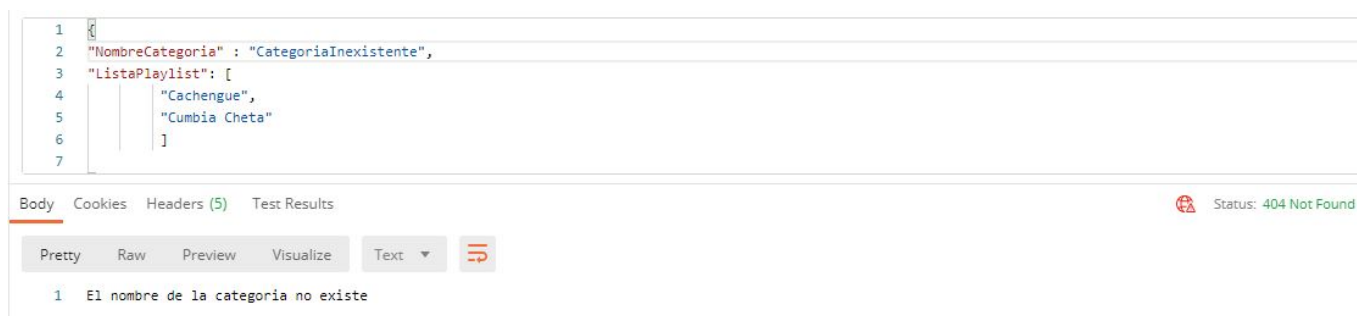 1 {
2 "NombreCategoria" : "CategoriaInexistente",
3 "ListaPlaylist": [
4 "Cachengue",
5 "Cumbia Cheta"
6 ]
7
Body Cookies Headers (5) Test Results Status: 404 Not Found
Pretty Raw Preview Visualize Text
1 El nombre de la categoria no existe